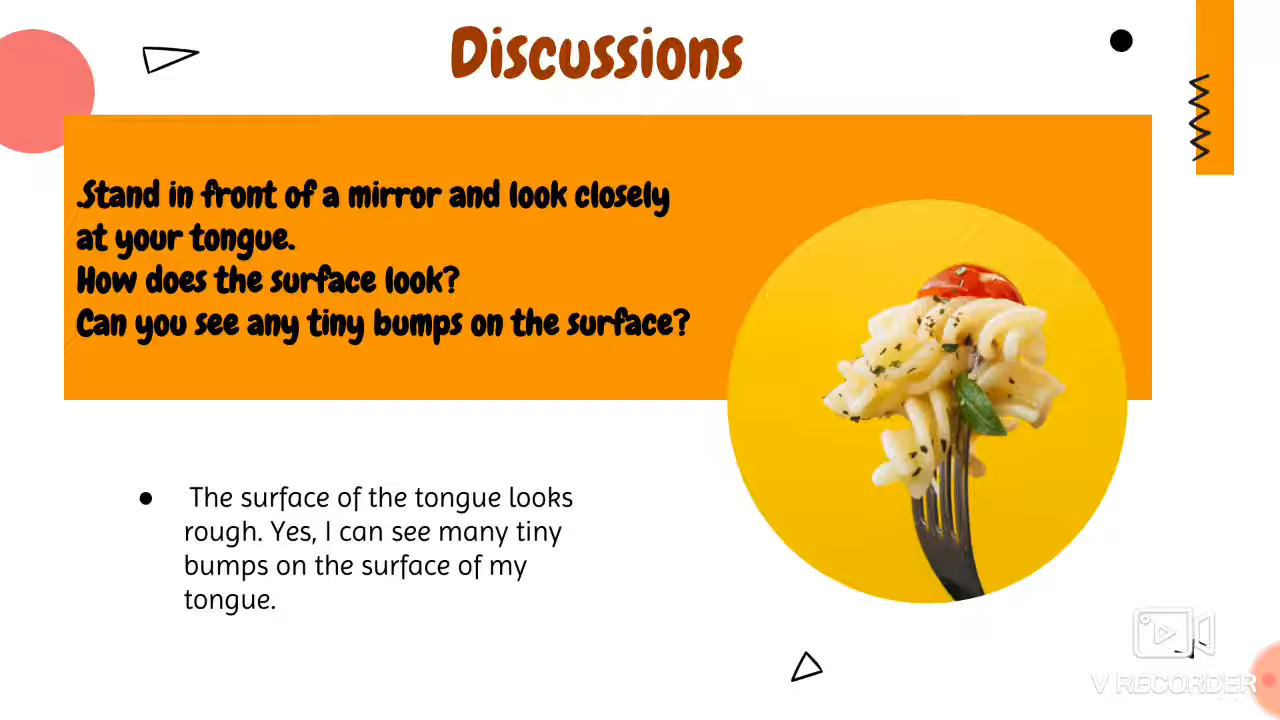 Discussions
.Stand in front of a mirror and look closely
at your tongue.
How does the surface look?
Can you see any tiny bumps on the surface?
● The surface of the tongue looks
rough. Yes, I can see many tiny
bumps on the surface of my
tongue.
V RECORDER